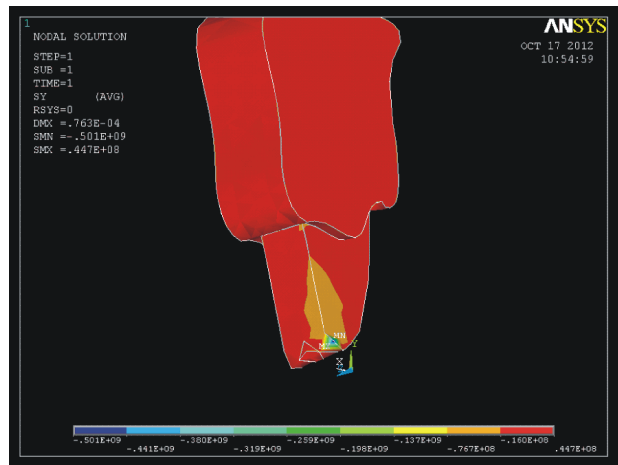 1
ANSYS
NODAL SOLUTION
OCT 17 2012
10:54:59
STEP=1
SUB =1
TIME=1
SY (AVG)
RSYS=0
DMX =.763E-04
SMN =-.501E+09
SMX =.447E+08
MN
Y
X
-.501E+09 -.380E+09 -.259E+09 -.137E+09 -.160E+08
-.441E+09 -.319E+09 -.198E+09 -.767E+08 .447E+08